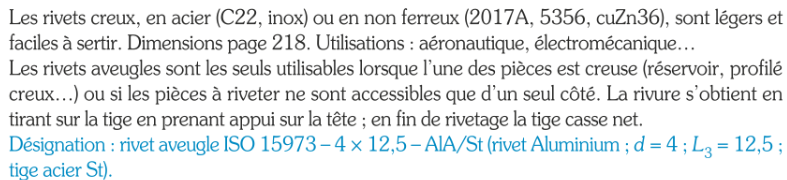 Les rivets creux, en acier (C22, inox) ou en non ferreux (2017A, 5356, cuZn36), sont légers et
faciles à sertir. Dimensions page 218. Utilisations : aéronautique, électromécanique…
Les rivets aveugles sont les seuls utilisables lorsque l’une des pièces est creuse (réservoir, profilé
creux…) ou si les pièces à riveter ne sont accessibles que d’un seul côté. La rivure s’obtient en
tirant sur la tige en prenant appui sur la tête ; en fin de rivetage la tige casse net.
Désignation : rivet aveugle ISO 15973 – 4 × 12,5 – AlA/St (rivet Aluminium ; d = 4 ; L₃ = 12,5 ;
tige acier St).